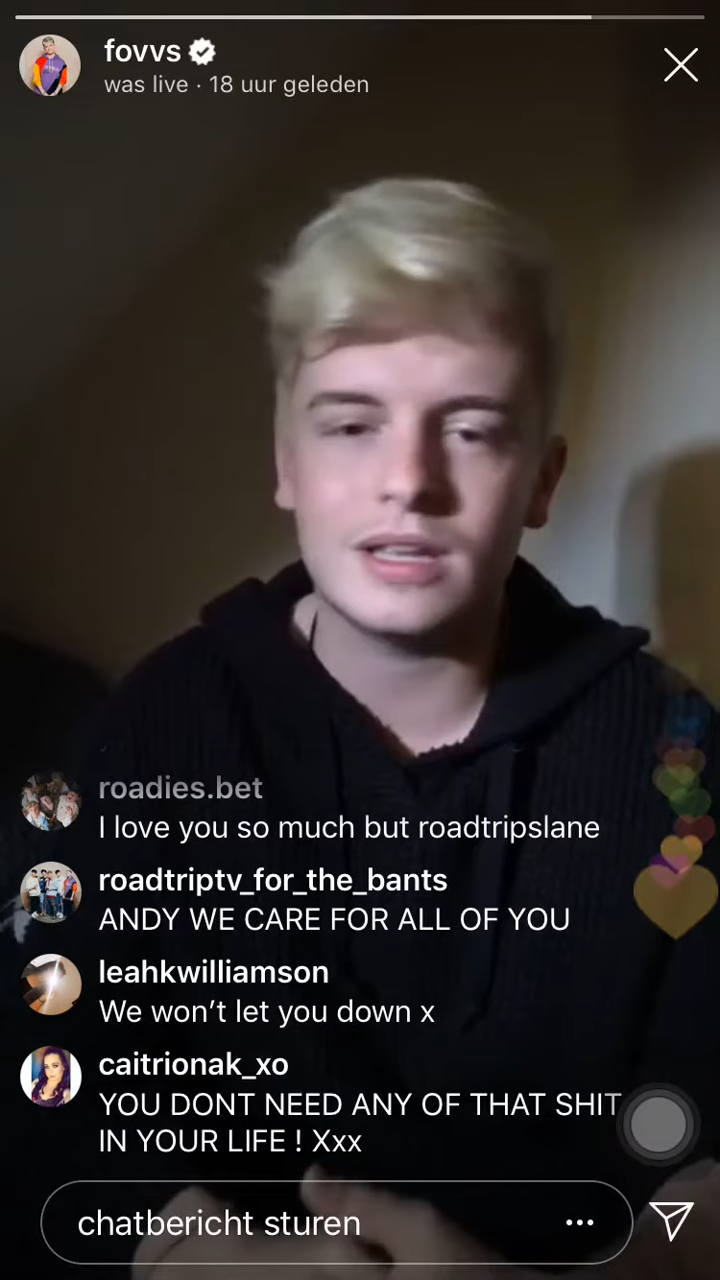 fovvs
was live · 18 uur geleden
roadies.bet
I love you so much but roadtripslane
roadtriptv_for_the_bants
ANDY WE CARE FOR ALL OF YOU
leahkwilliamson
We won’t let you down x
caitrionak_xo
YOU DONT NEED ANY OF THAT SHIT
IN YOUR LIFE ! Xxx
chatbericht sturen